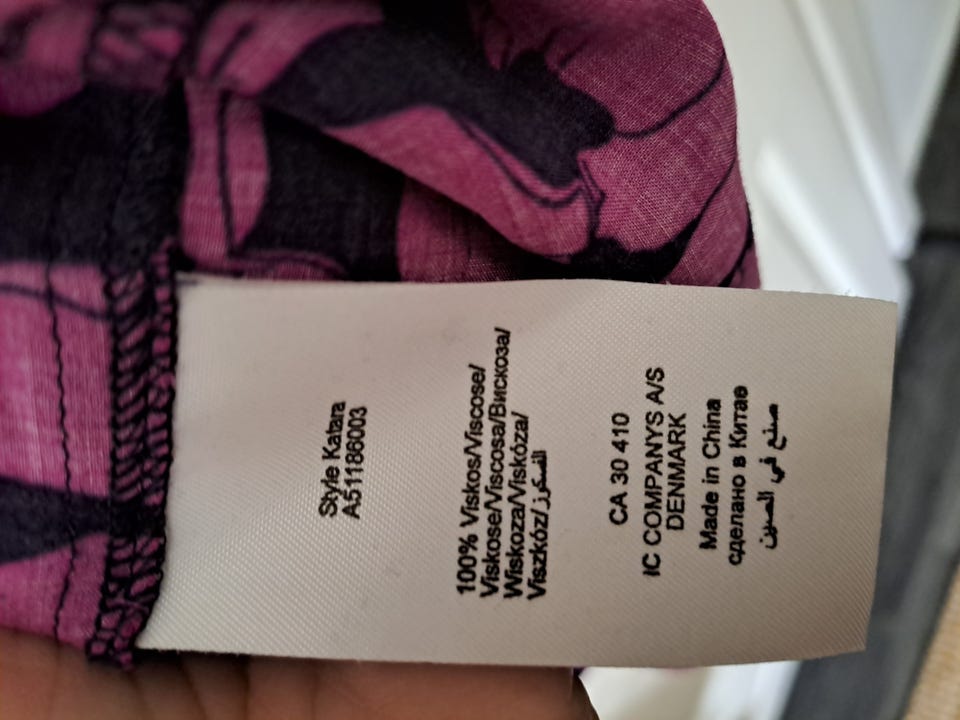 Style Katara
A51186003
100% Viskos/Viscose/
Viskose/Viscosa/Вискоза/
Wiskoza/Viskóza/
Viszkóz/الفسكرز/
CA 30 410
IC COMPANYS A/S
DENMARK
Made in China
сделано в Китае
صنع في الصين